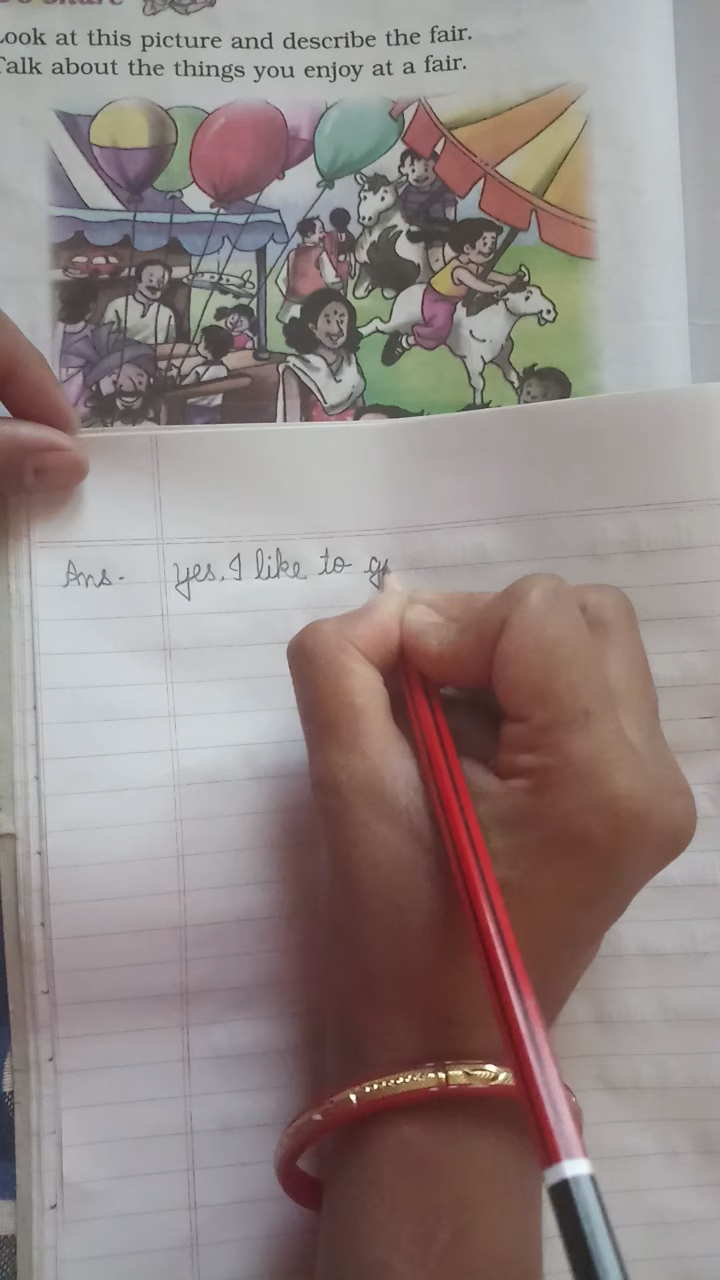 Look at this picture and describe the fair.
Talk about the things you enjoy at a fair.
Ans. yes. I like to g